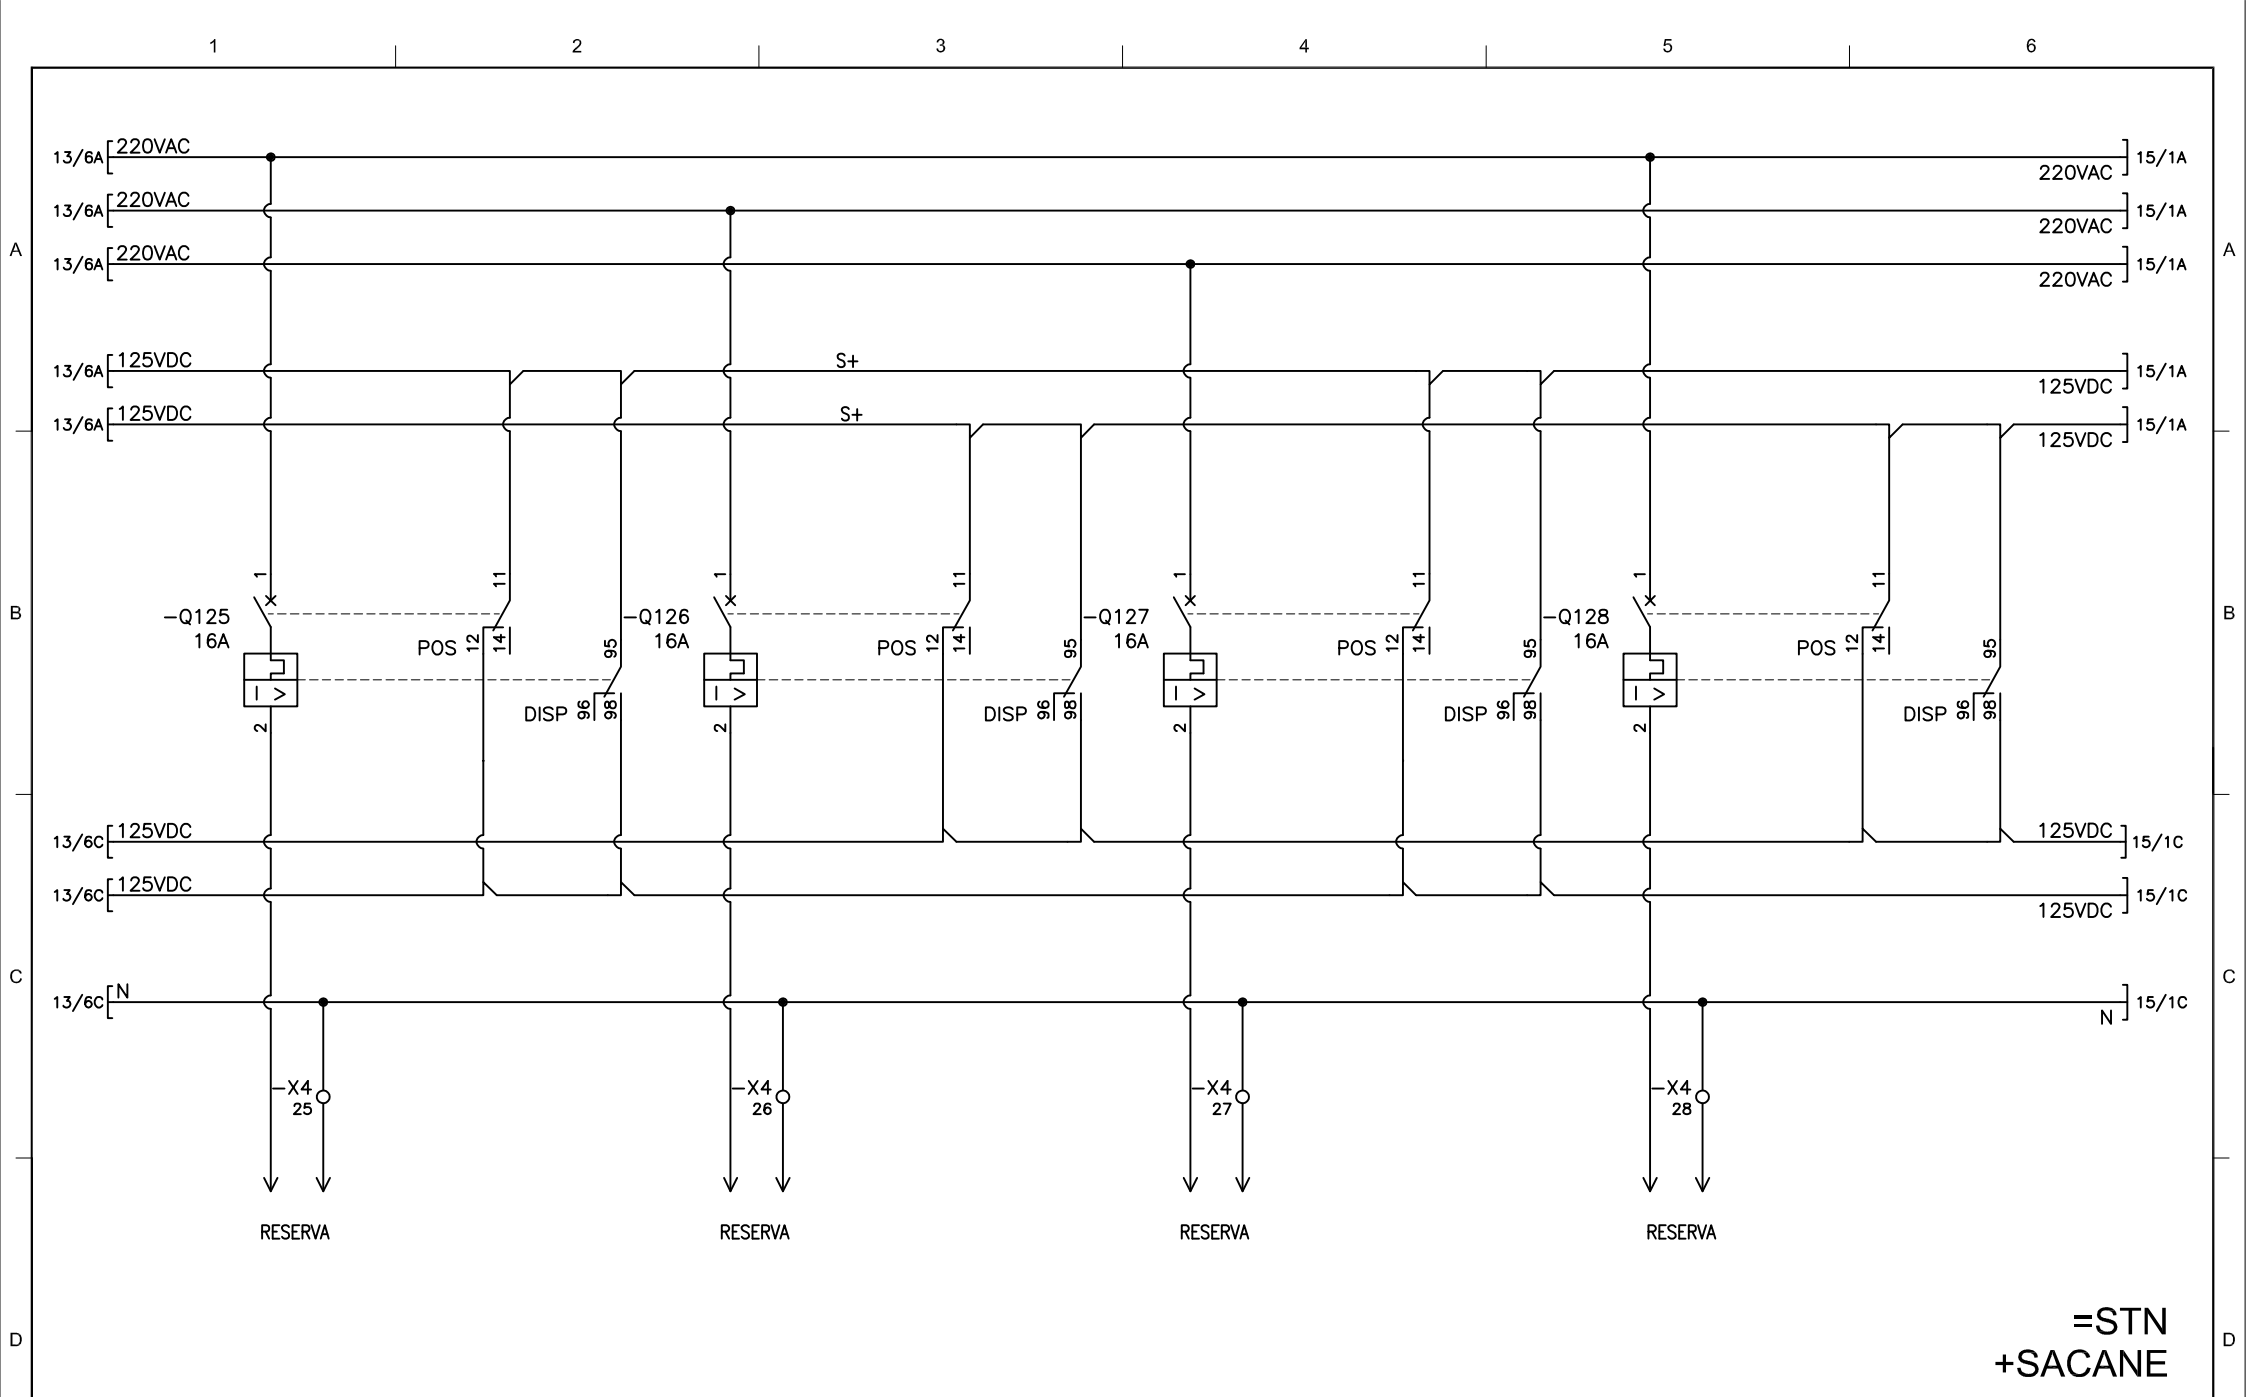 1 2 3 4 5 6
13/6A 220VAC 15/1A
220VAC
13/6A 220VAC 15/1A
220VAC
A A
13/6A 220VAC 15/1A
220VAC
13/6A 125VDC S+ 15/1A
125VDC
13/6A 125VDC S+ 15/1A
125VDC
1 11 1 11 1 11 1 11
B -Q125 -Q126 -Q127 -Q128 B
16A 16A 16A 16A
POS 12 14 95 POS 12 14 95 POS 12 14 95 POS 12 14 95
I > I > I > I >
DISP 96 98 DISP 96 98 DISP 96 98 DISP 96 98
2 2 2 2
13/6C 125VDC 125VDC 15/1C
13/6C 125VDC 15/1C
125VDC
C C
13/6C N 15/1C
N
-X4 -X4 -X4 -X4
25 26 27 28
RESERVA RESERVA RESERVA RESERVA
=STN
D D
+SACANE